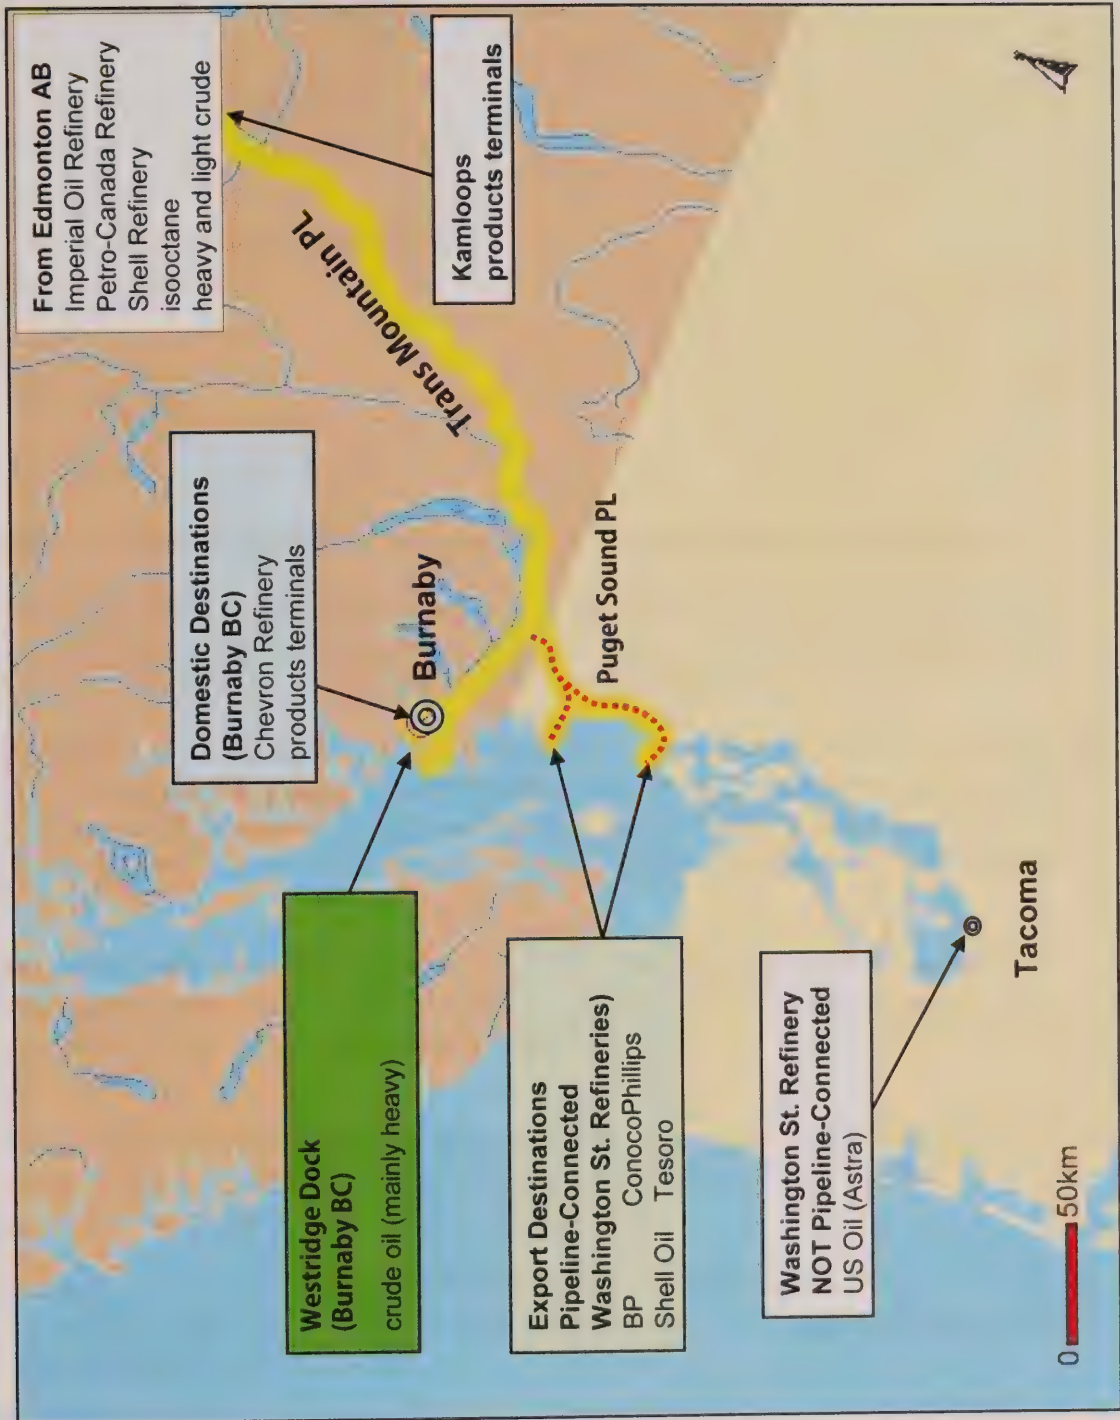 From Edmonton AB
Imperial Oil Refinery
Petro-Canada Refinery
Shell Refinery
isooctane
heavy and light crude
Kamloops
products terminals
Trans Mountain PL
Domestic Destinations
(Burnaby BC)
Chevron Refinery
products terminals
Burnaby
Puget Sound PL
Westridge Dock
(Burnaby BC)
crude oil (mainly heavy)
Export Destinations
Pipeline-Connected
Washington St. Refineries)
BP ConocoPhillips
Shell Oil Tesoro
Washington St. Refinery
NOT Pipeline-Connected
US Oil (Astra)
Tacoma
0 50km